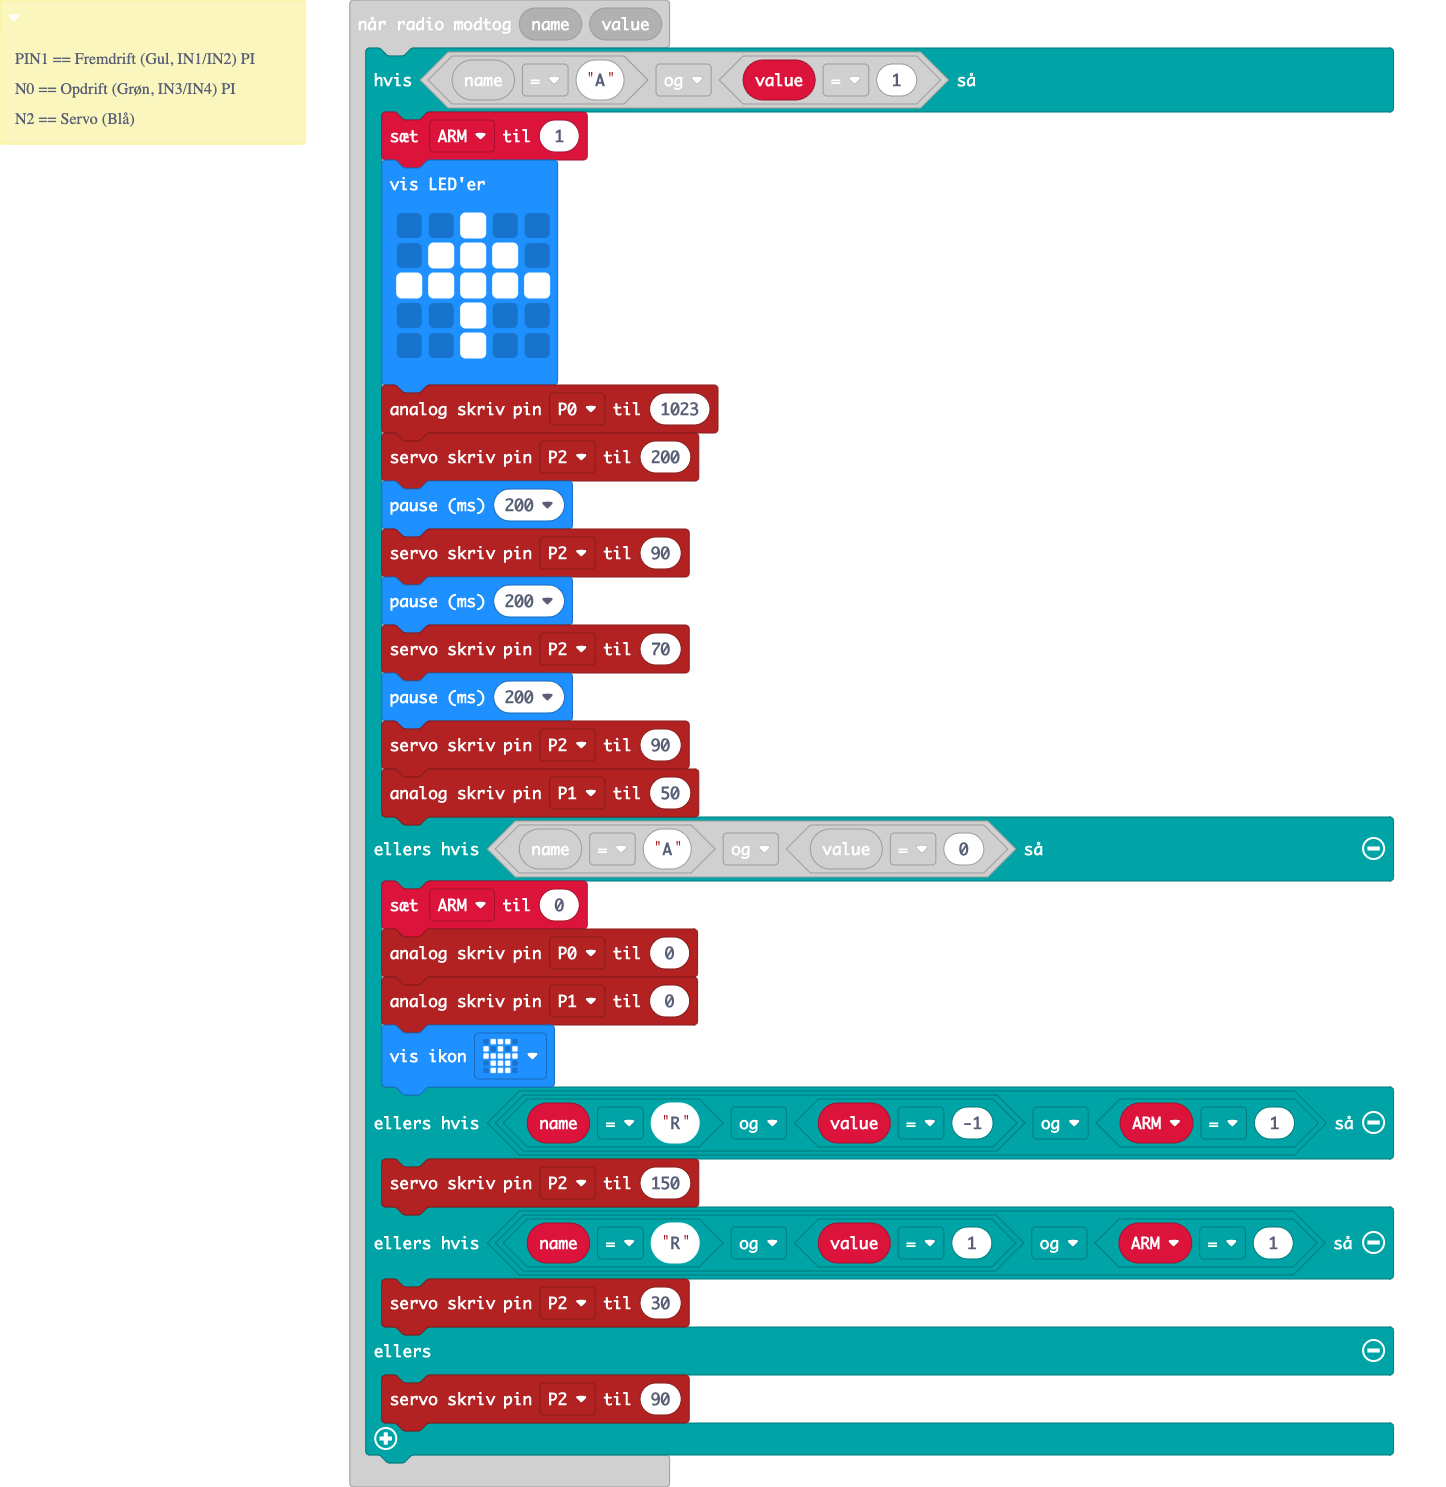 PIN1 == Fremdrift (Gul, IN1/IN2) PI
N0 == Opdrift (Grøn, IN3/IN4) PI
N2 == Servo (Blå)
når radio modtog name value
hvis name = "A" og value = 1 så
sæt ARM til 1
vis LED'er
analog skriv pin P0 til 1023
servo skriv pin P2 til 200
pause (ms) 200
servo skriv pin P2 til 90
pause (ms) 200
servo skriv pin P2 til 70
pause (ms) 200
servo skriv pin P2 til 90
analog skriv pin P1 til 50
ellers hvis name = "A" og value = 0 så
sæt ARM til 0
analog skriv pin P0 til 0
analog skriv pin P1 til 0
vis ikon
ellers hvis name = "R" og value = -1 og ARM = 1 så
servo skriv pin P2 til 150
ellers hvis name = "R" og value = 1 og ARM = 1 så
servo skriv pin P2 til 30
ellers
servo skriv pin P2 til 90